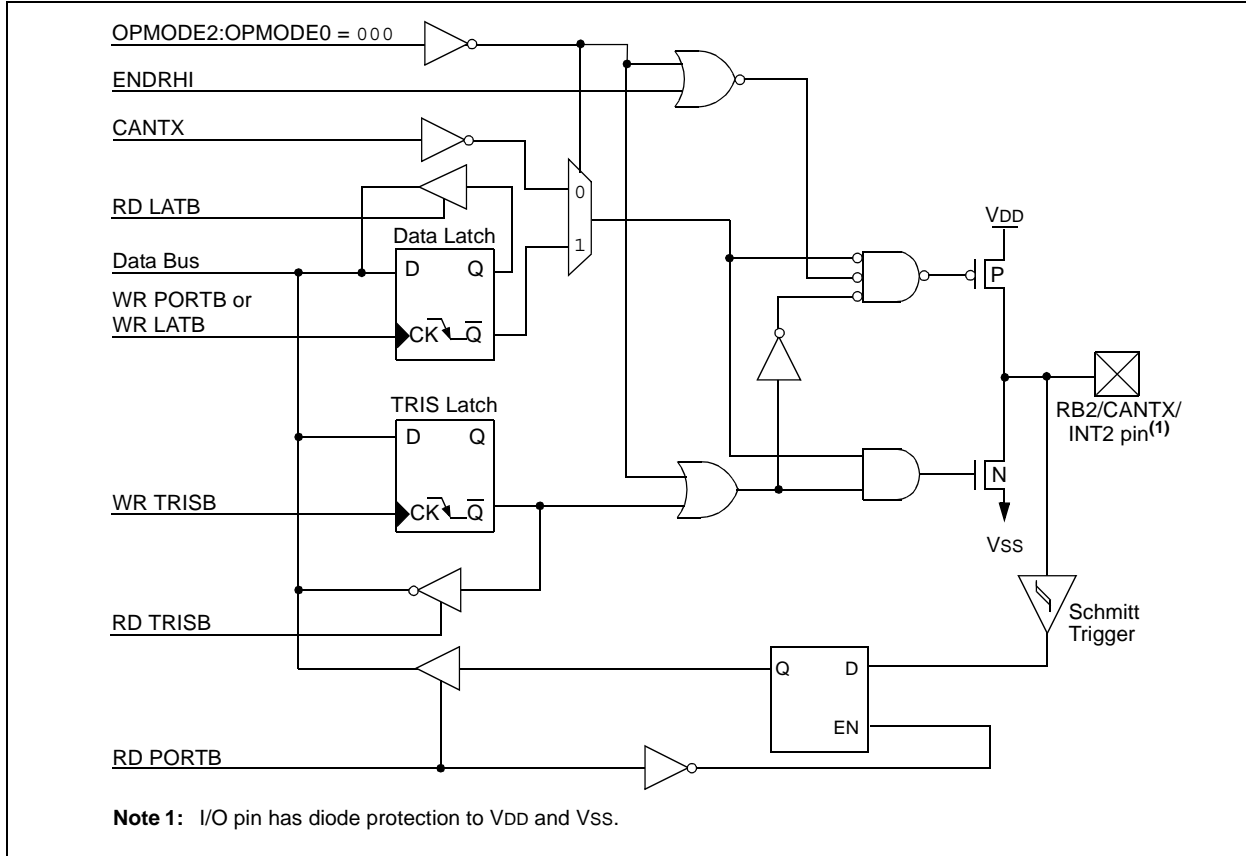 OPMODE2:OPMODE0 = 000
ENDRHI
CANTX
RD LATB
Data Bus
WR PORTB or
WR LATB
0
1
Data Latch
D Q
CK Q̅
TRIS Latch
D Q
CK Q̅
WR TRISB
RD TRISB
RD PORTB
VDD
P
N
VSS
RB2/CANTX/
INT2 pin(1)
Schmitt
Trigger
Q D
EN
Note 1: I/O pin has diode protection to VDD and VSS.